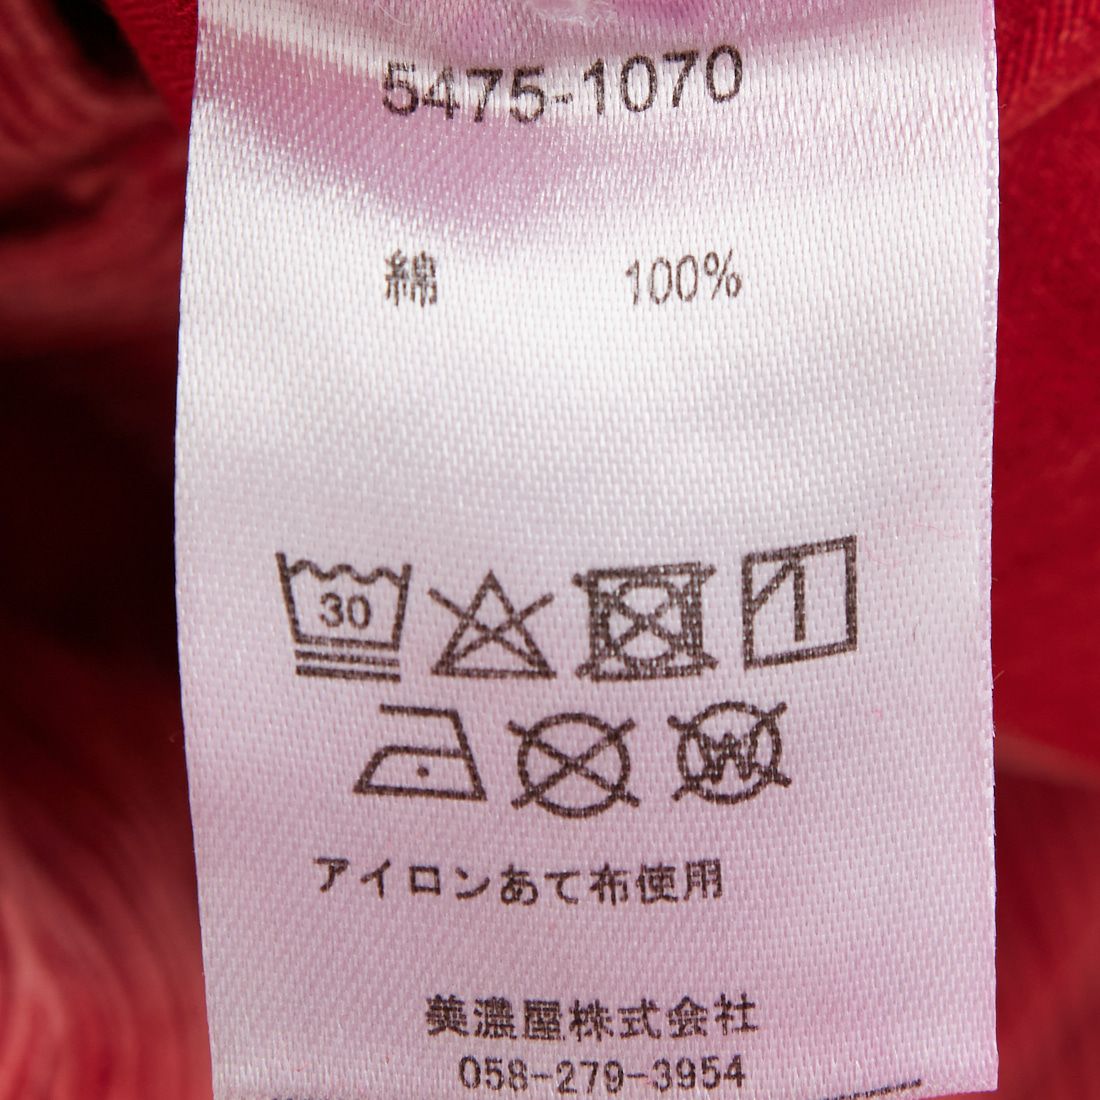 5475-1070
綿 100%
30
W
アイロンあて布使用
美濃屋株式会社
058-279-3954